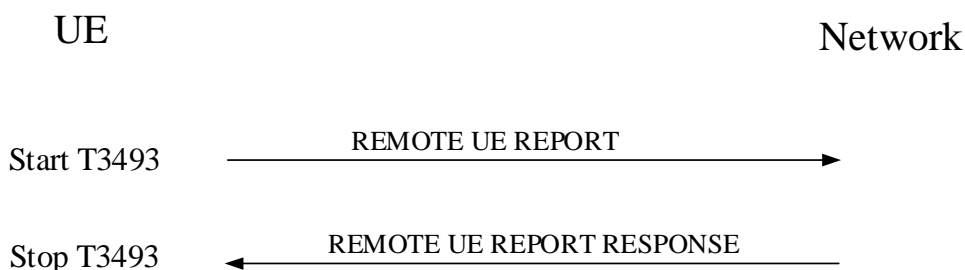 UE
Network
Start T3493
REMOTE UE REPORT
Stop T3493
REMOTE UE REPORT RESPONSE